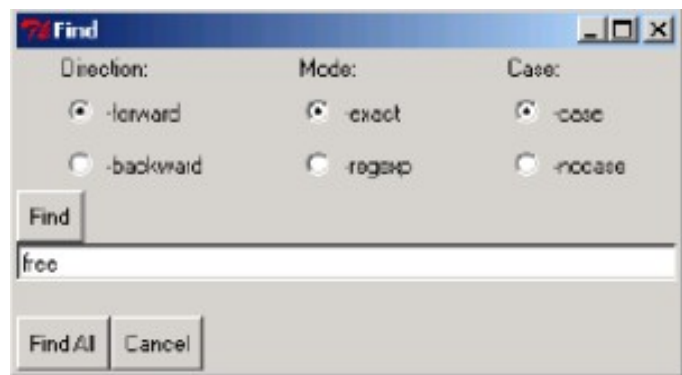 Find
Direction: Mode: Case:
-forward -exact -case
-backward -regexp -nocase
Find
free
Find All Cancel